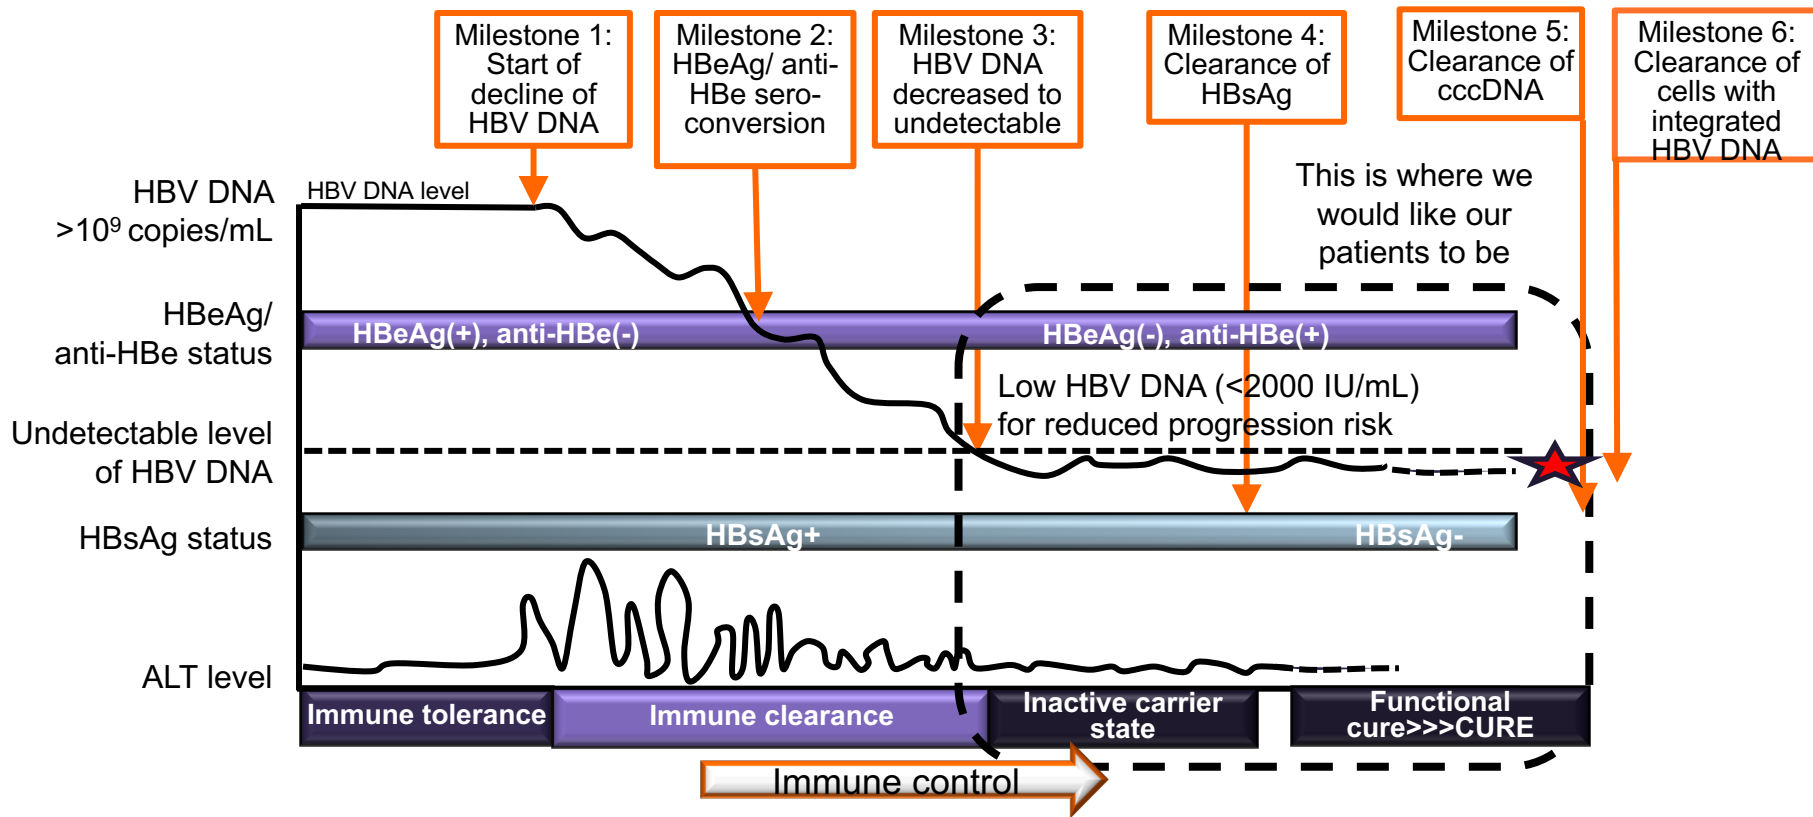 Milestone 1:
Start of
decline of
HBV DNA
Milestone 2:
HBeAg/ anti-
HBe sero-
conversion
Milestone 3:
HBV DNA
decreased to
undetectable
Milestone 4:
Clearance of
HBsAg
Milestone 5:
Clearance of
cccDNA
Milestone 6:
Clearance of
cells with
integrated
HBV DNA
This is where we
would like our
patients to be
HBV DNA
>10⁹ copies/mL
HBV DNA level
HBeAg/
anti-HBe status
HBeAg(+), anti-HBe(-)
HBeAg(-), anti-HBe(+)
Low HBV DNA (<2000 IU/mL)
for reduced progression risk
Undetectable level
of HBV DNA
HBsAg status
HBsAg+
HBsAg-
ALT level
Immune tolerance
Immune clearance
Inactive carrier
state
Functional
cure>>>CURE
Immune control